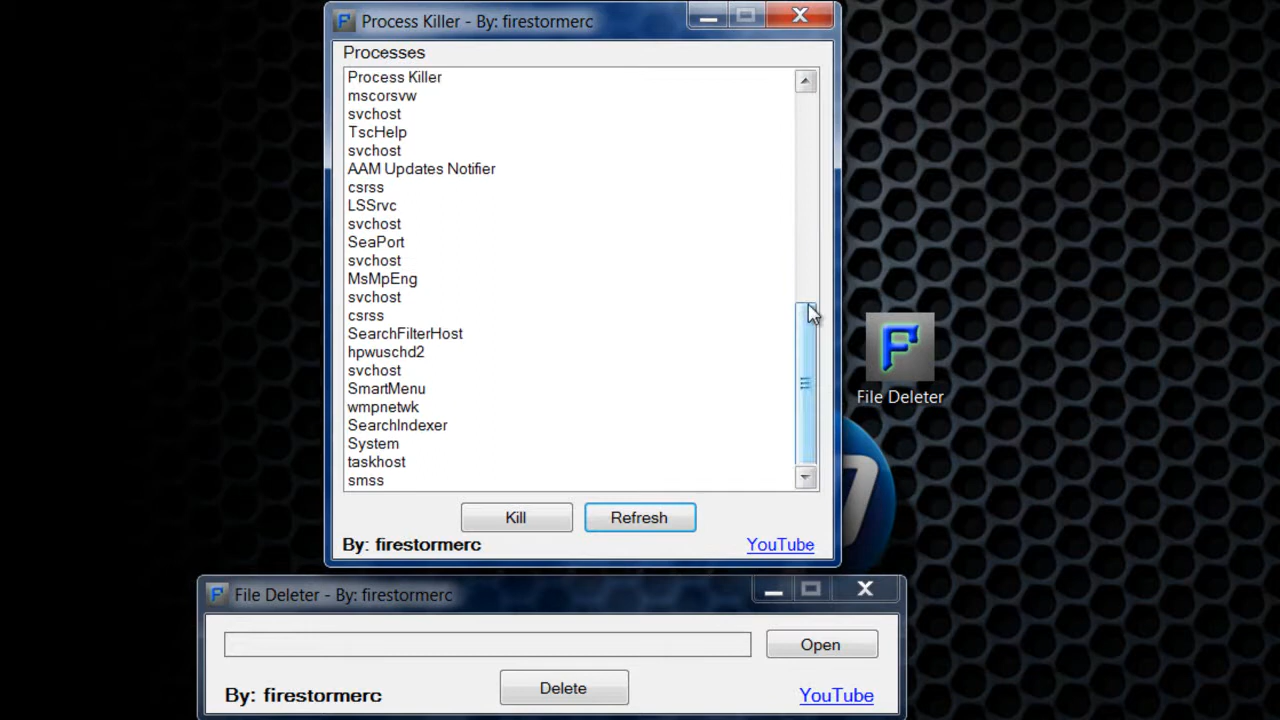 Process Killer - By: firestormerc
Processes
Process Killer
mscorsvw
svchost
TscHelp
svchost
AAM Updates Notifier
csrss
LSSrvc
svchost
SeaPort
svchost
MsMpEng
svchost
csrss
SearchFilterHost
hpwuschd2
svchost
SmartMenu
wmpnetwk
SearchIndexer
System
taskhost
smss
Kill
Refresh
By: firestormerc
YouTube
File Deleter
File Deleter - By: firestormerc
Open
Delete
By: firestormerc
YouTube